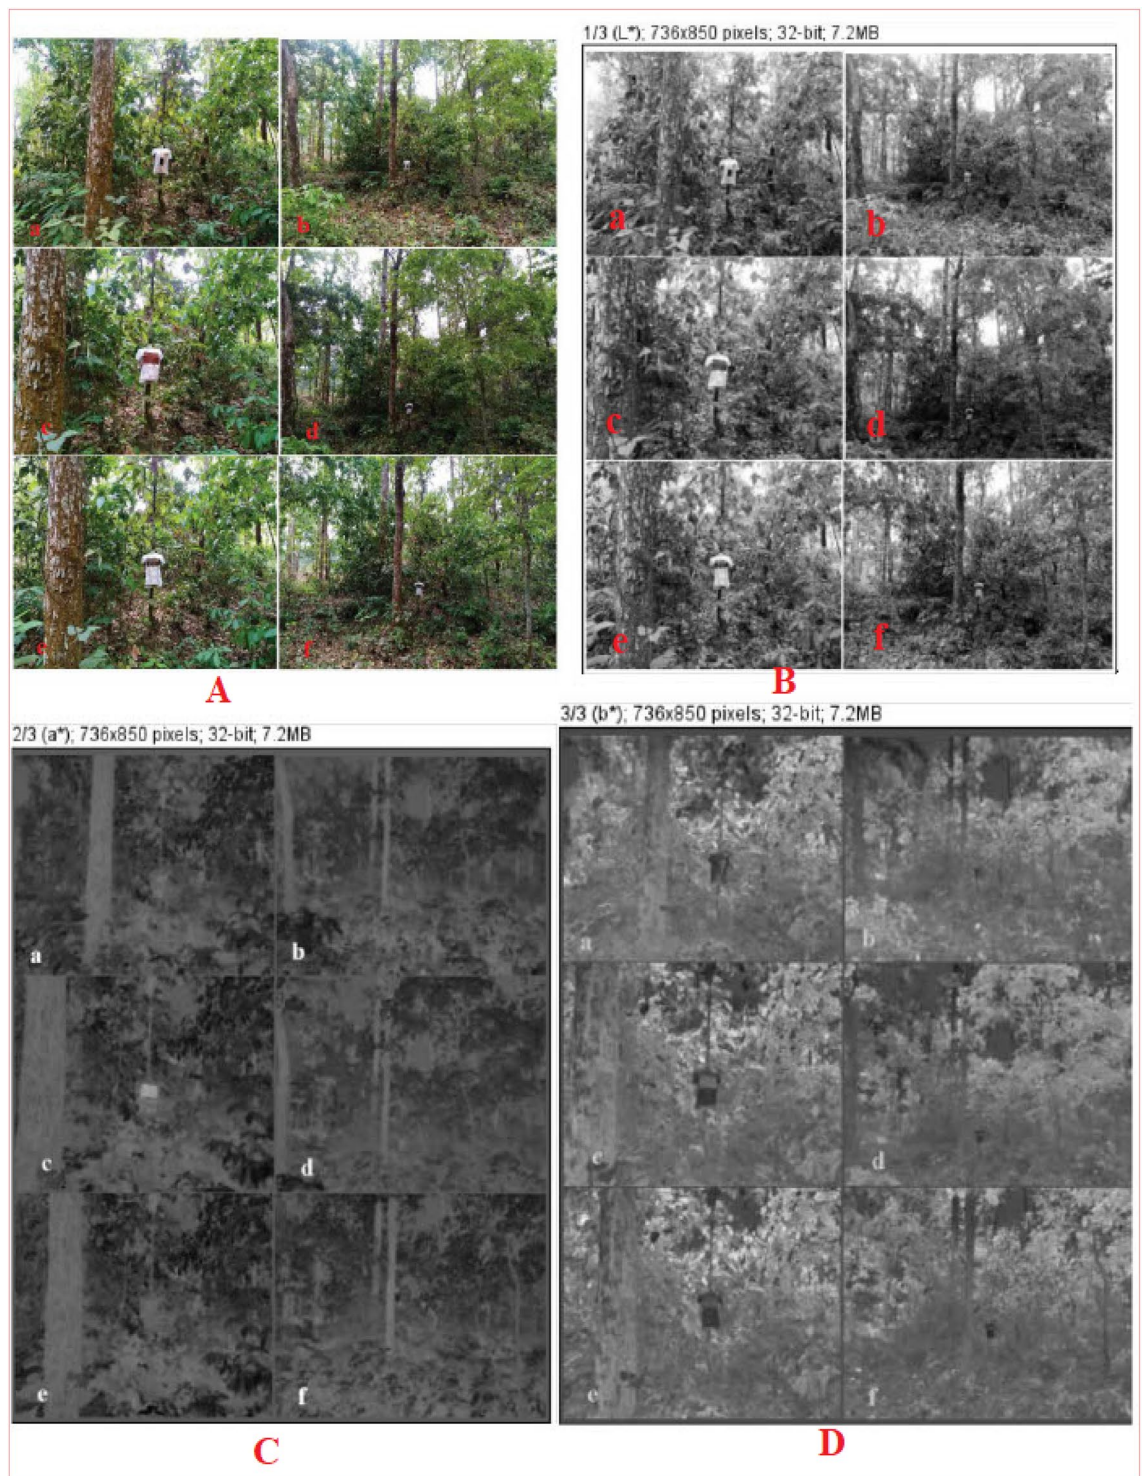 1/3 (L*); 736x850 pixels; 32-bit; 7.2MB
a
b
c
d
e
f
A
a
b
c
d
e
f
B
2/3 (a*); 736x850 pixels; 32-bit; 7.2MB
a
b
c
d
e
f
C
3/3 (b*); 736x850 pixels; 32-bit; 7.2MB
a
b
c
d
e
f
D